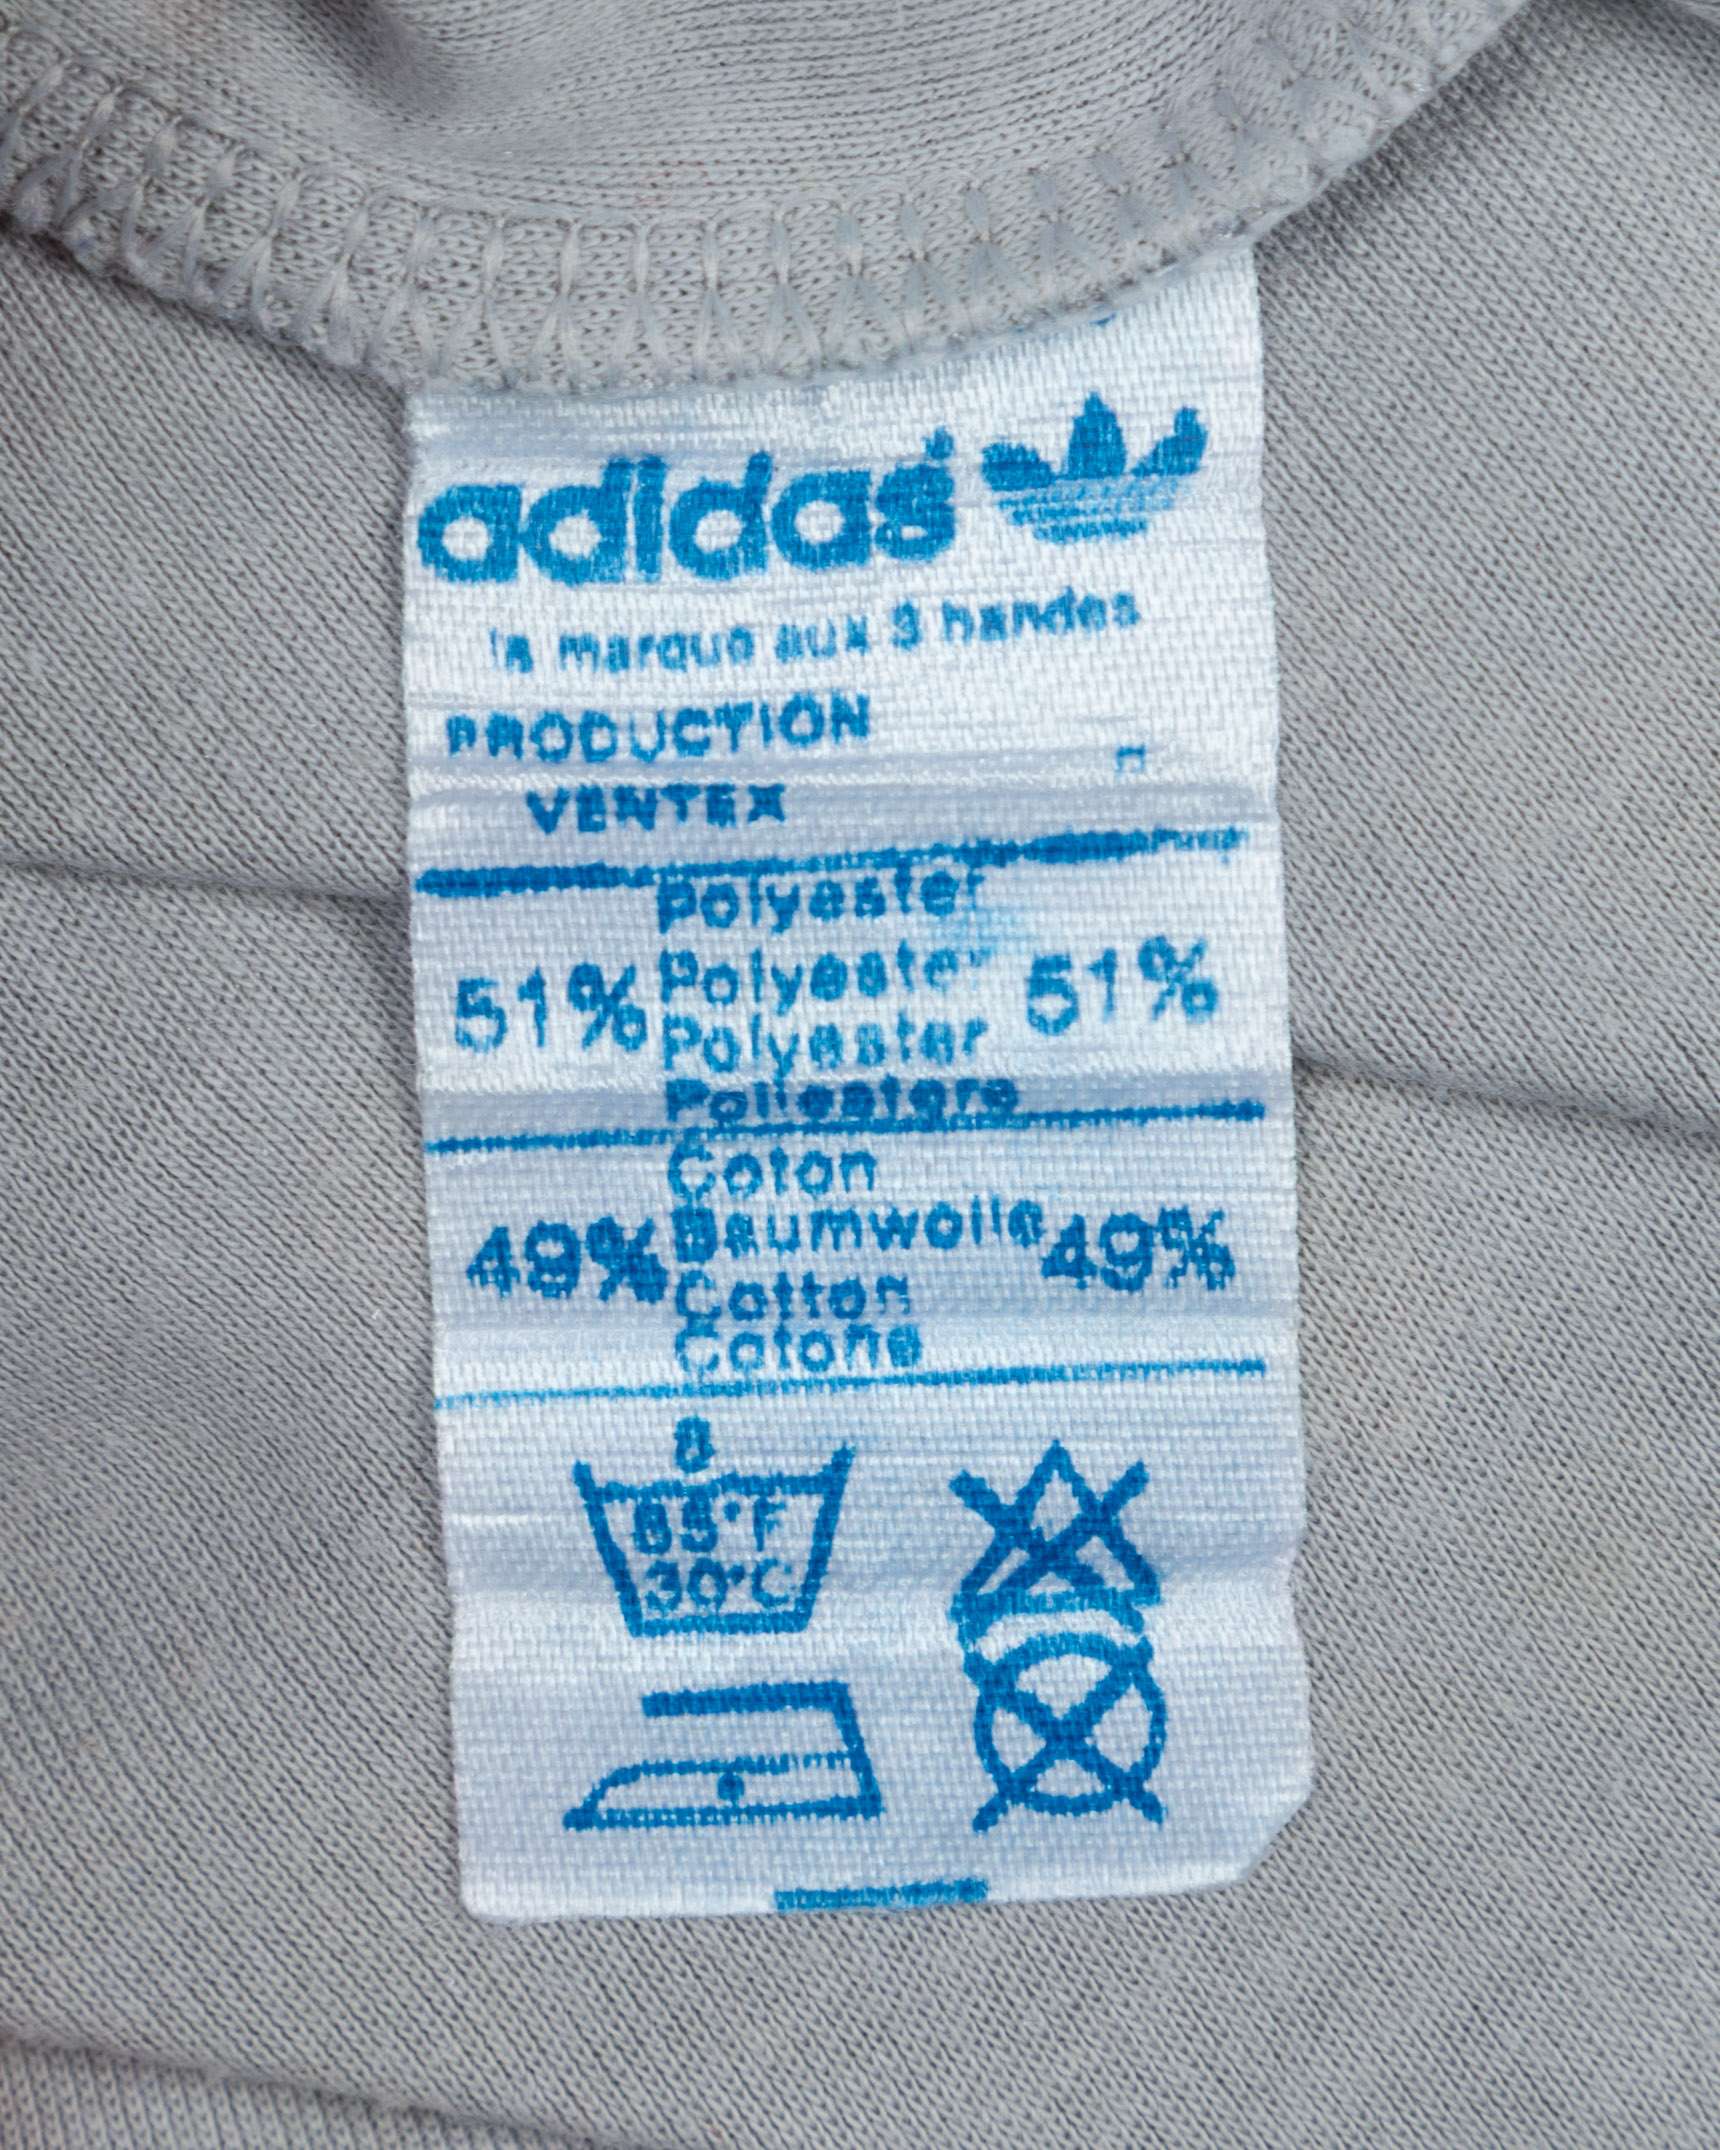 adidas
la marque aux 3 bandes
PRODUCTION
VENTEX
Polyester
51% Polyester 51%
Polyester
Poliestere
Coton
49% Baumwolle 49%
Cotton
Cotone
8
85°F
30°C